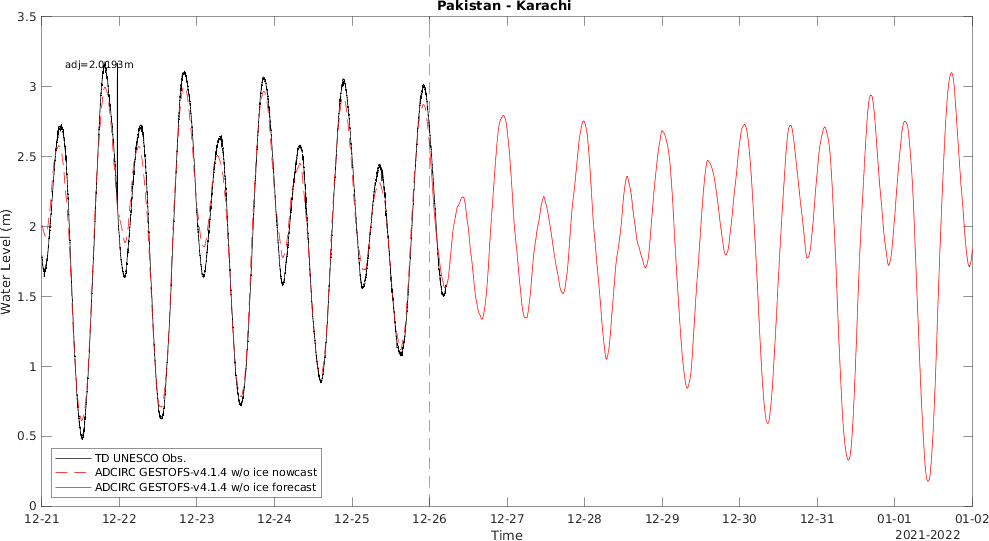 Pakistan - Karachi
3.5
3
2.5
2
1.5
1
0.5
0
Water Level (m)
adj=2.0193m
TD UNESCO Obs.
ADCIRC GESTOFS-v4.1.4 w/o ice nowcast
ADCIRC GESTOFS-v4.1.4 w/o ice forecast
12-21 12-22 12-23 12-24 12-25 12-26 12-27 12-28 12-29 12-30 12-31 01-01 01-02
Time
2021-2022